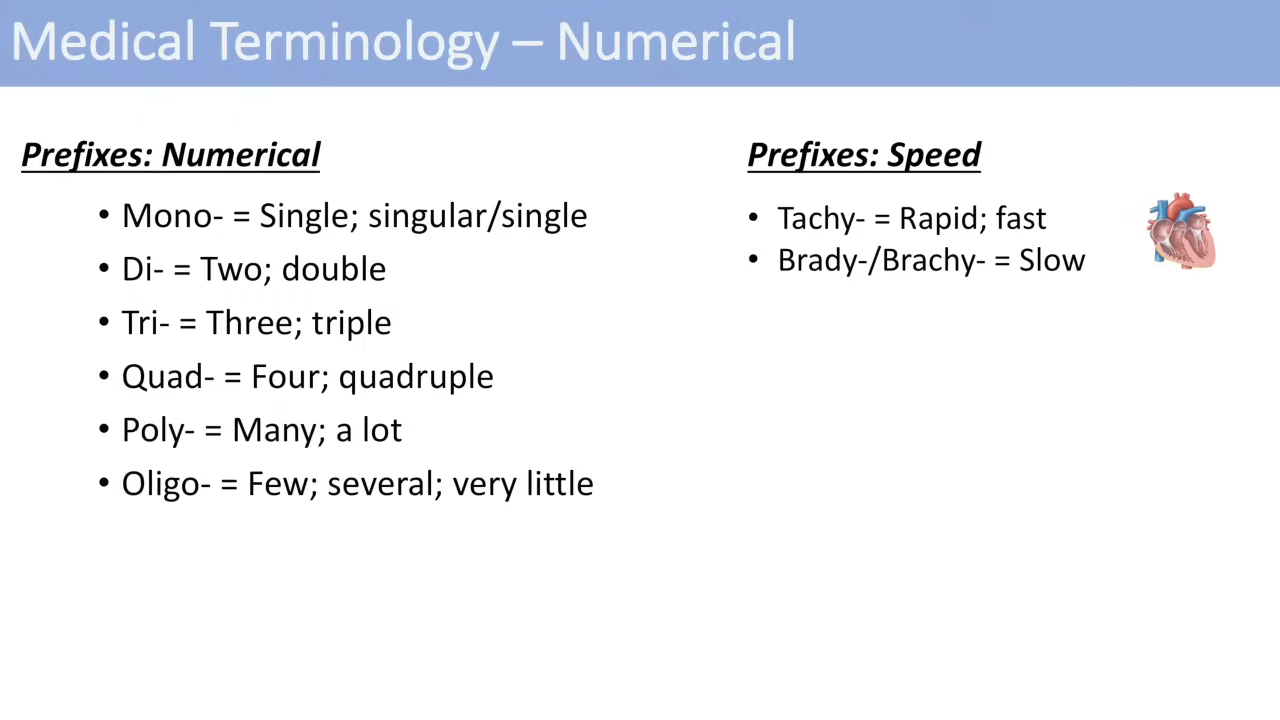 Medical Terminology – Numerical
Prefixes: Numerical
• Mono- = Single; singular/single
• Di- = Two; double
• Tri- = Three; triple
• Quad- = Four; quadruple
• Poly- = Many; a lot
• Oligo- = Few; several; very little
Prefixes: Speed
• Tachy- = Rapid; fast
• Brady-/Brachy- = Slow